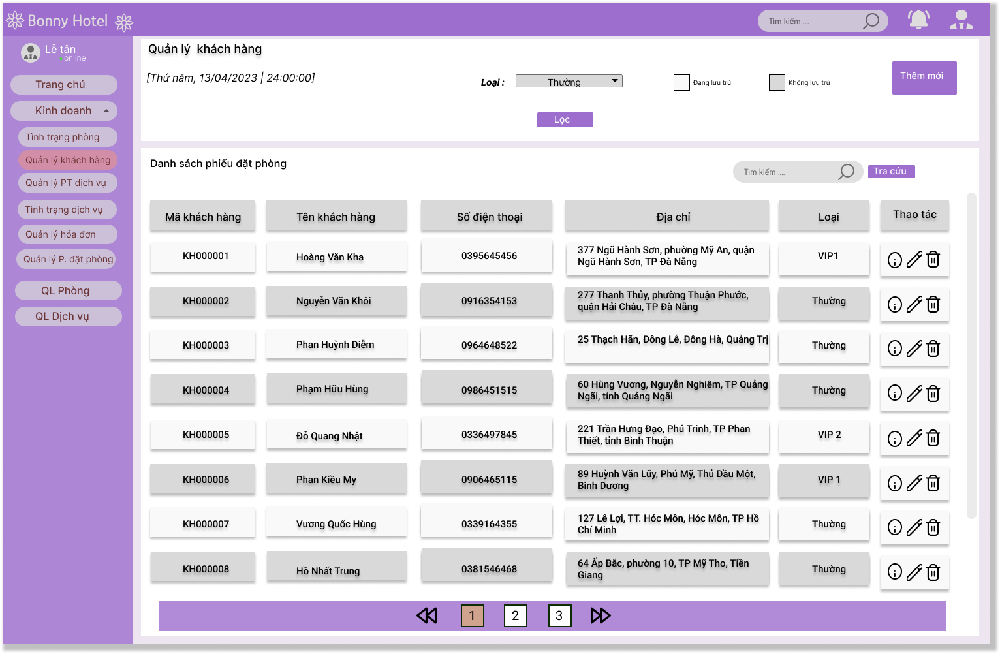 Bonny Hotel
Tìm kiếm ....
Lễ tân
online
Trang chủ
Kinh doanh
Tình trạng phòng
Quản lý khách hàng
Quản lý PT dịch vụ
Tình trạng dịch vụ
Quản lý hóa đơn
Quản lý P. đặt phòng
QL Phòng
QL Dịch vụ
Quản lý khách hàng
[Thứ năm, 13/04/2023 | 24:00:00]
Loại :
Thường
Đang lưu trú
Không lưu trú
Thêm mới
Lọc
Danh sách phiếu đặt phòng
Tìm kiếm ....
Tra cứu
Mã khách hàng Tên khách hàng Số điện thoại Địa chỉ Loại Thao tác
KH000001 Hoàng Văn Kha 0395645456 377 Ngũ Hành Sơn, phường Mỹ An, quận VIP1
Ngũ Hành Sơn, TP Đà Nẵng
KH000002 Nguyễn Văn Khôi 0916354153 277 Thanh Thủy, phường Thuận Phước, Thường
quận Hải Châu, TP Đà Nẵng
KH000003 Phan Huỳnh Diễm 0964648522 25 Thạch Hãn, Đông Lễ, Đông Hà, Quảng Trị Thường
KH000004 Phạm Hữu Hùng 0986451515 60 Hùng Vương, Nguyễn Nghiêm, TP Quảng Thường
Ngãi, tỉnh Quảng Ngãi
KH000005 Đỗ Quang Nhật 0336497845 221 Trần Hưng Đạo, Phú Trinh, TP Phan VIP 2
Thiết, tỉnh Bình Thuận
KH000006 Phan Kiều My 0906465115 89 Huỳnh Văn Lũy, Phú Mỹ, Thủ Dầu Một, VIP 1
Bình Dương
KH000007 Vương Quốc Hùng 0339164355 127 Lê Lợi, TT. Hóc Môn, Hóc Môn, TP Hồ Thường
Chí Minh
KH000008 Hồ Nhất Trung 0381546468 64 Ấp Bắc, phường 10, TP Mỹ Tho, Tiền Thường
Giang
1 2 3